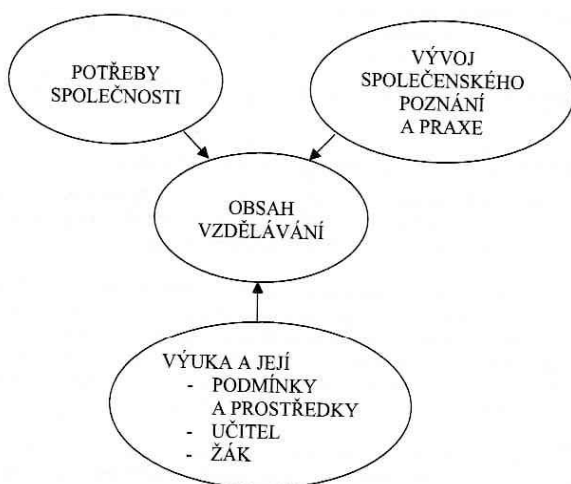 POTŘEBY
SPOLEČNOSTI
VÝVOJ
SPOLEČENSKÉHO
POZNÁNÍ
A PRAXE
OBSAH
VZDĚLÁVÁNÍ
VÝUKA A JEJÍ
- PODMÍNKY
A PROSTŘEDKY
- UČITEL
- ŽÁK